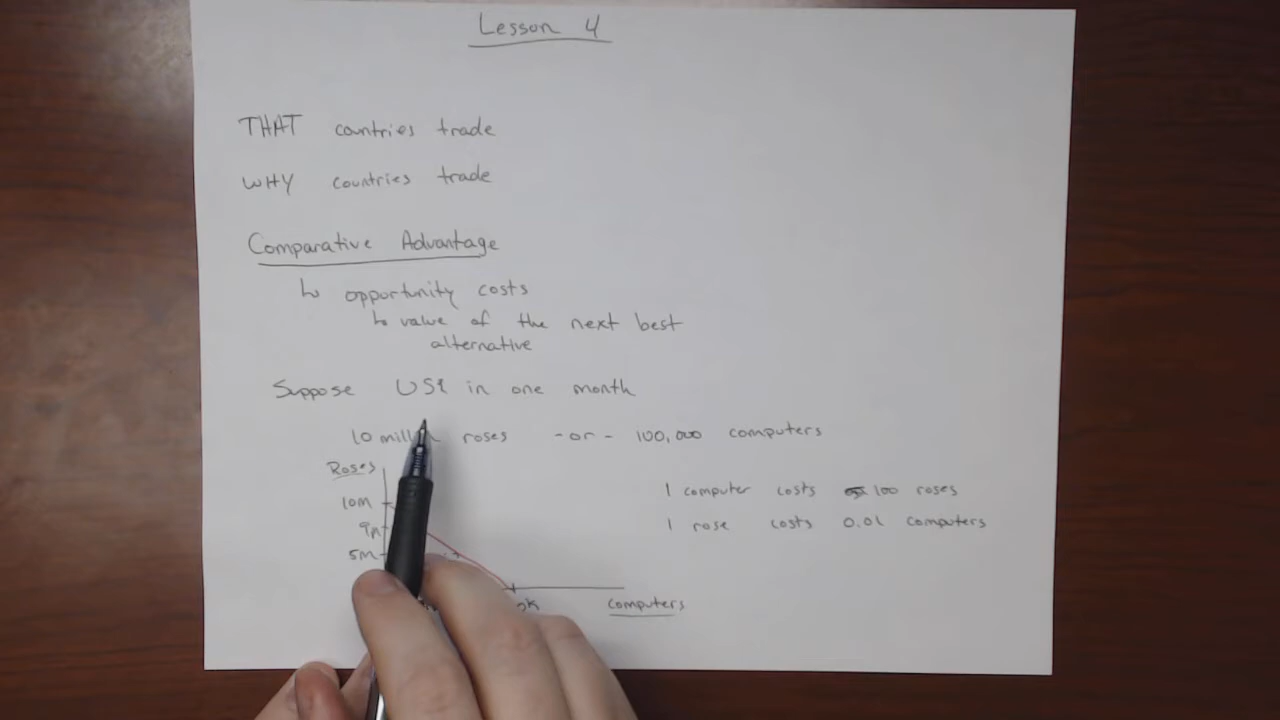 Lesson 4
THAT countries trade
WHY countries trade
Comparative Advantage
↳ opportunity costs
↳ value of the next best
alternative
Suppose US: in one month
10 roses -or- 100,000 computers
Roses
10M
1 computer costs 100 roses
1 rose costs 0.01 computers
5M
computers